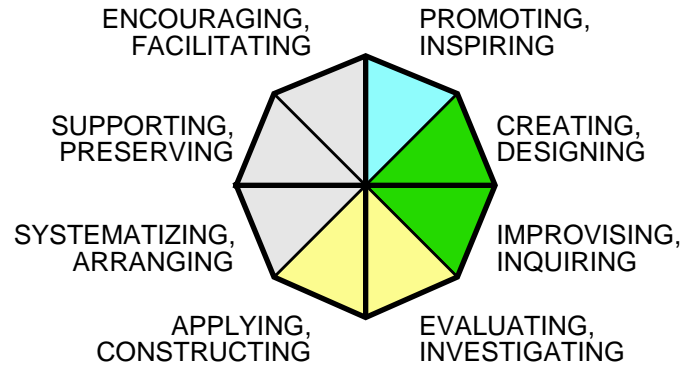 ENCOURAGING,
FACILITATING
PROMOTING,
INSPIRING
SUPPORTING,
PRESERVING
CREATING,
DESIGNING
SYSTEMATIZING,
ARRANGING
IMPROVISING,
INQUIRING
APPLYING,
CONSTRUCTING
EVALUATING,
INVESTIGATING